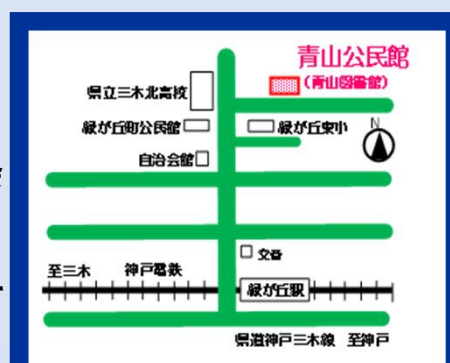 青山公民館
(青山図書館)
県立三木北高校
緑が丘町公民館
緑が丘東小
N
自治会館
交番
至三木 神戸電鉄
緑が丘駅
県道神戸三木線 至神戸